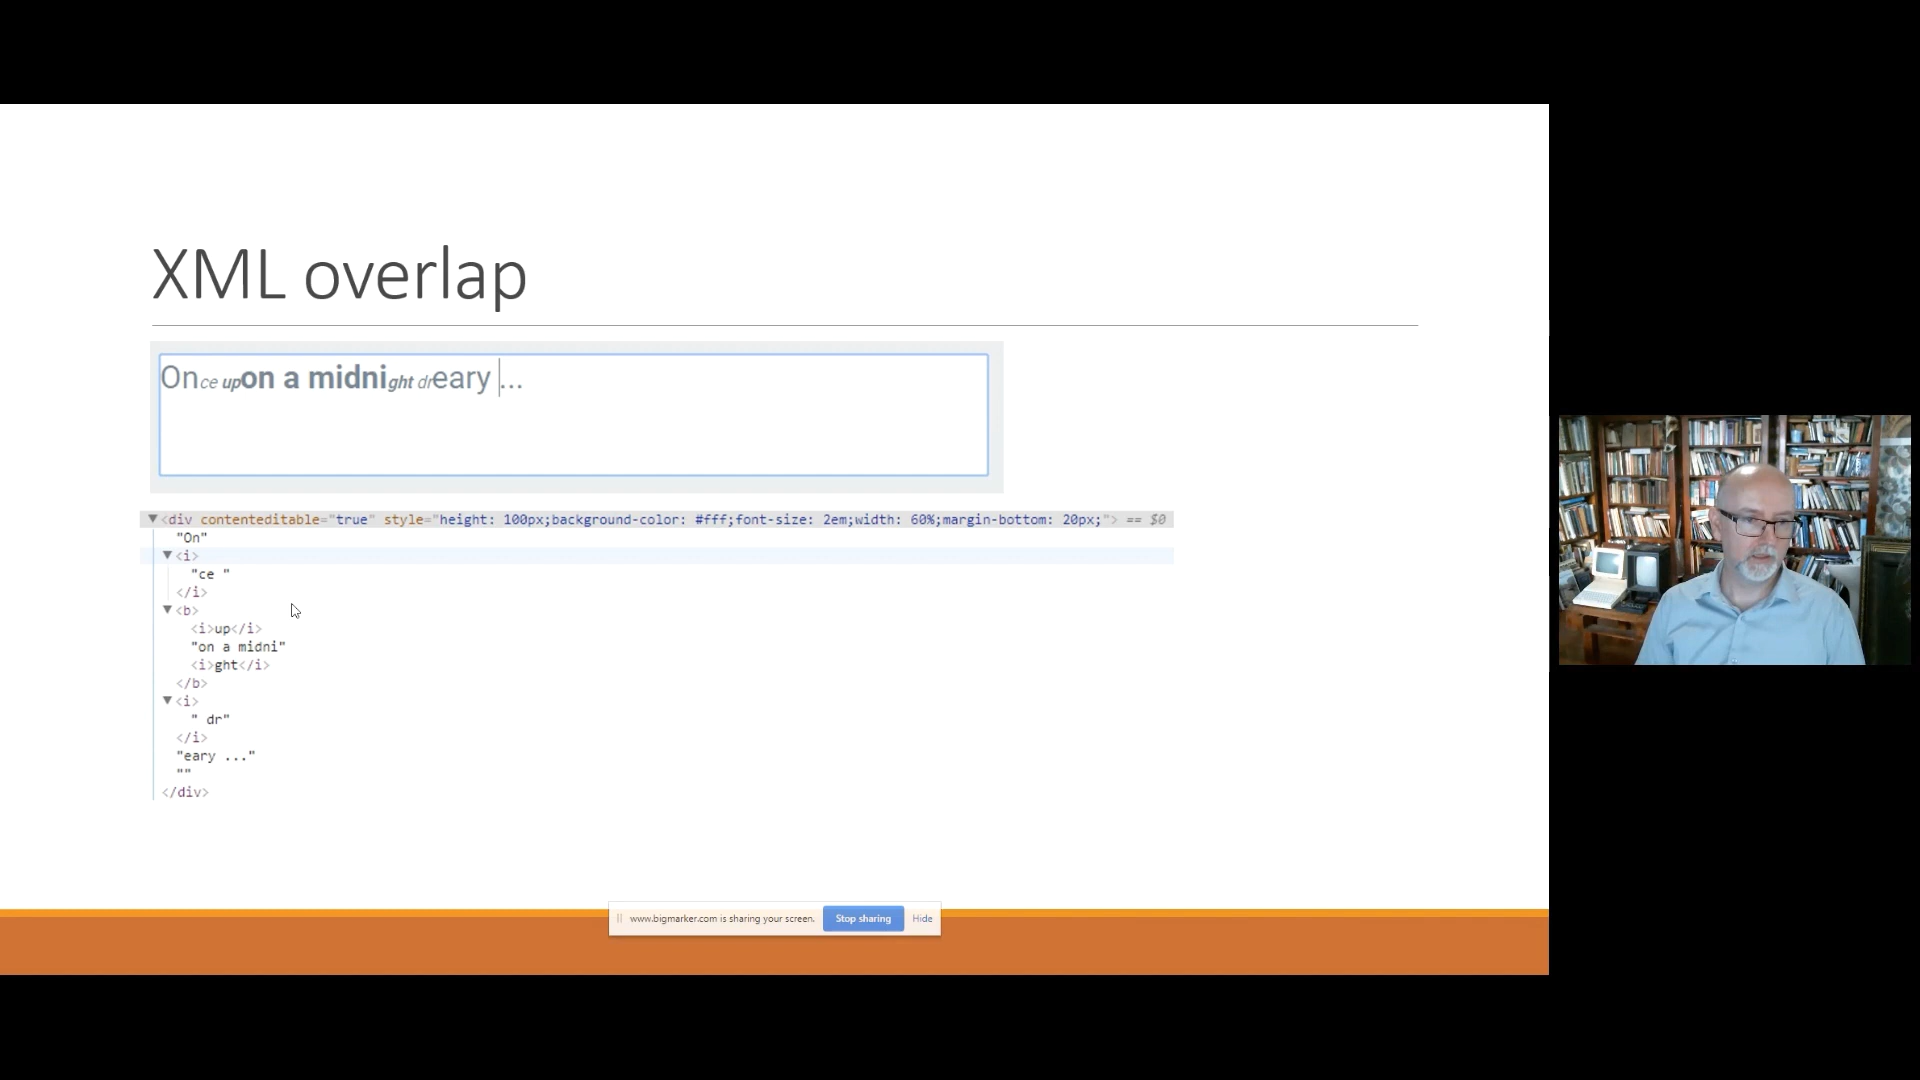 XML overlap
Once upon a midnight dreary ...
▼<div contenteditable="true" style="height: 100px;background-color: #fff;font-size: 2em;width: 60%;margin-bottom: 20px;"> == $0
"On"
▼<i>
"ce "
</i>
▼<b>
<i>up</i>
"on a midni"
<i>ght</i>
</b>
▼<i>
" dr"
</i>
"eary ..."
""
</div>
www.bigmarker.com is sharing your screen. Stop sharing Hide